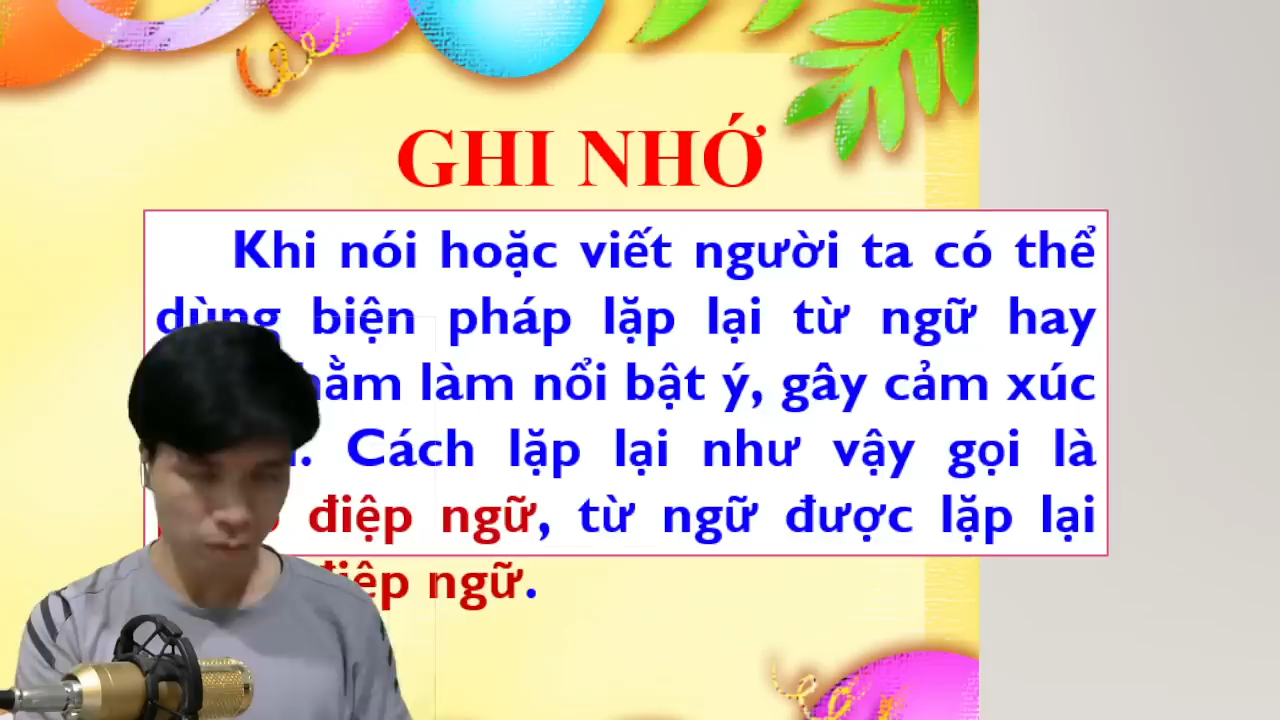 GHI NHỚ
Khi nói hoặc viết người ta có thể
dùng biện pháp lặp lại từ ngữ hay
làm nổi bật ý, gây cảm xúc
Cách lặp lại như vậy gọi là
điệp ngữ, từ ngữ được lặp lại
điệp ngữ.